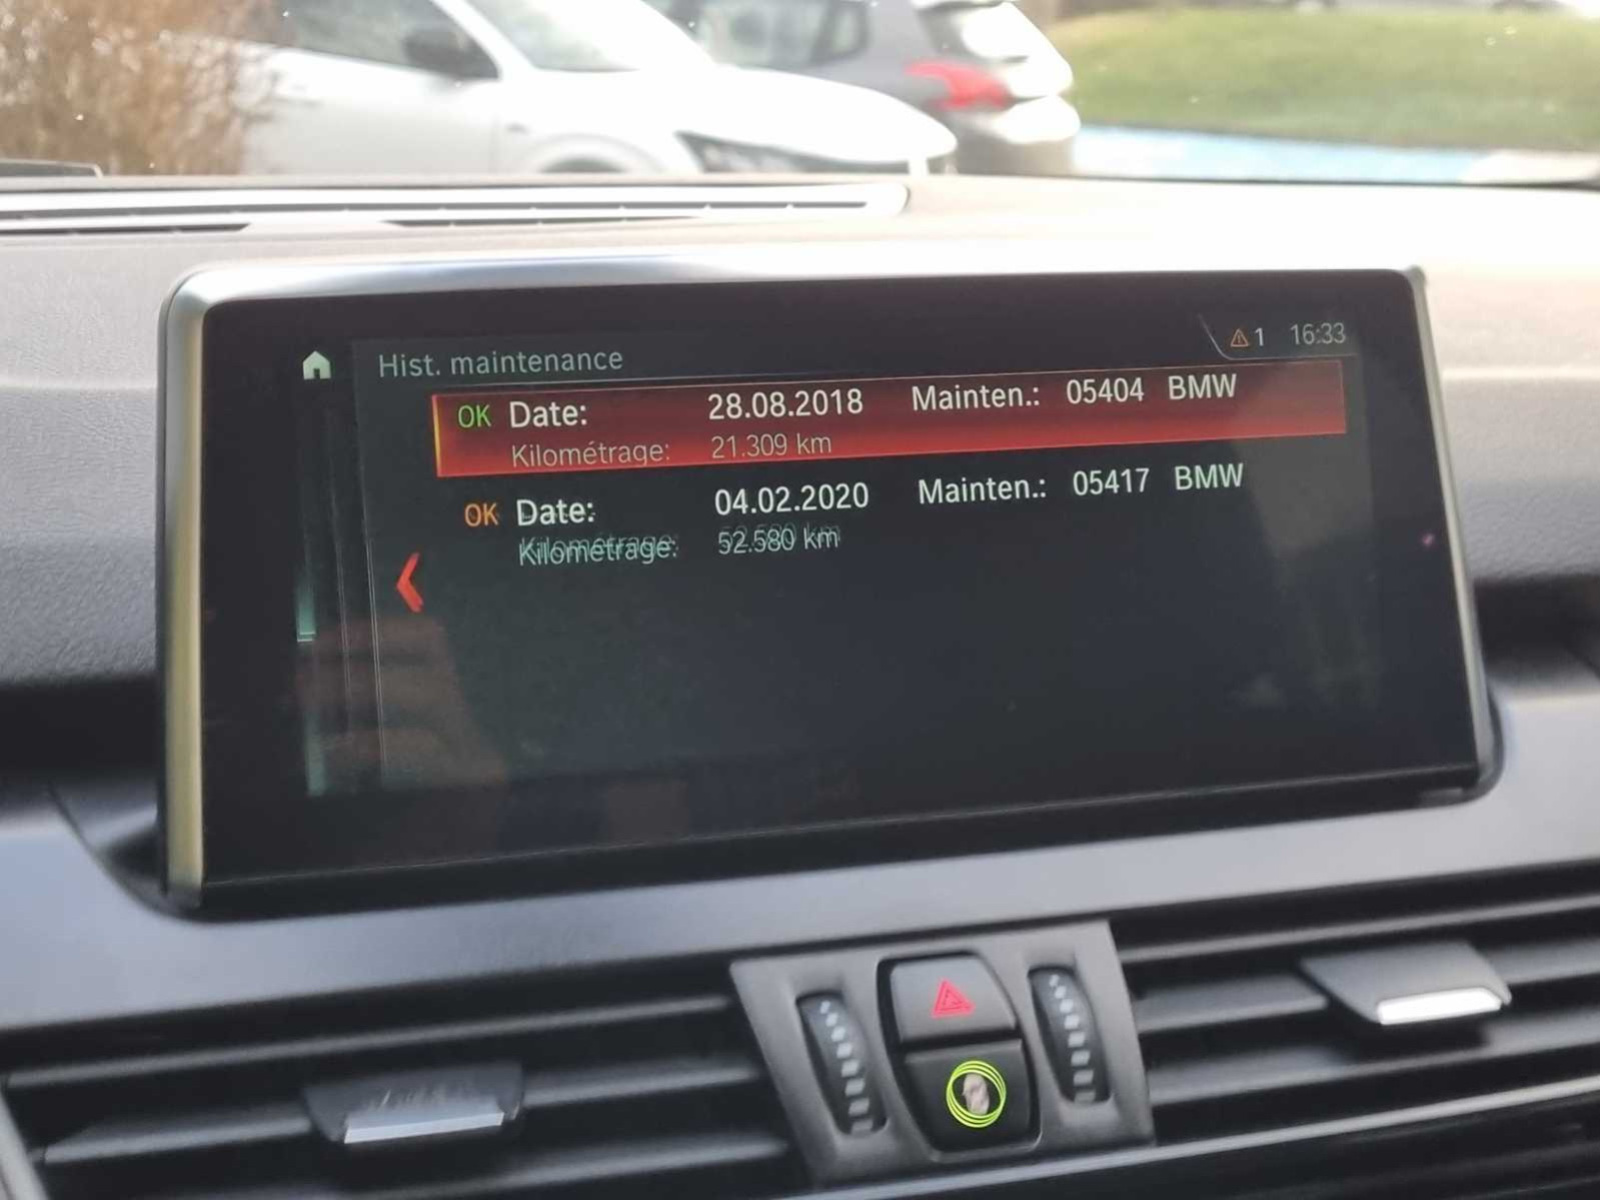 Hist. maintenance 1 16:33
OK Date: 28.08.2018 Mainten.: 05404 BMW
Kilométrage: 21.309 km
OK Date: 04.02.2020 Mainten.: 05417 BMW
Kilométrage: 52.580 km